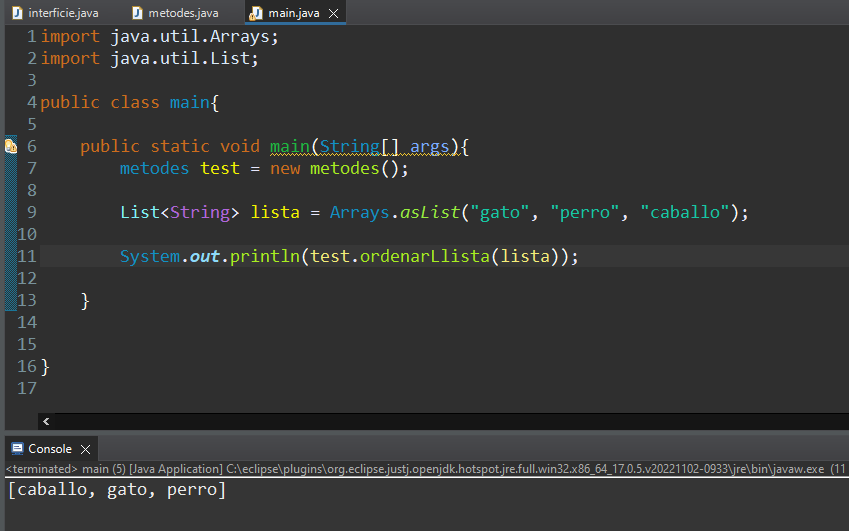 interficie.java metodes.java main.java
1 import java.util.Arrays;
2 import java.util.List;
3
4 public class main{
5
6 public static void main(String[] args){
7 metodes test = new metodes();
8
9 List<String> lista = Arrays.asList("gato", "perro", "caballo");
10
11 System.out.println(test.ordenarLlista(lista));
12
13 }
14
15
16 }
17
Console
<terminated> main (5) [Java Application] C:\eclipse\plugins\org.eclipse.justj.openjdk.hotspot.jre.full.win32.x86_64_17.0.5.v20221102-0933\jre\bin\javaw.exe (11
[caballo, gato, perro]